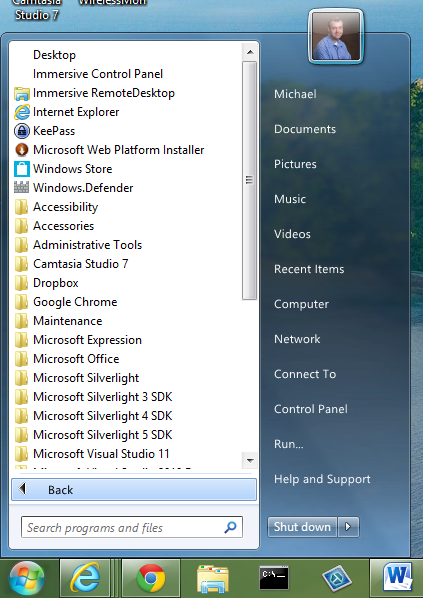 Camtasia
Studio 7
WirelessMon
Desktop
Immersive Control Panel
Immersive RemoteDesktop
Internet Explorer
KeePass
Microsoft Web Platform Installer
Windows Store
Windows.Defender
Accessibility
Accessories
Administrative Tools
Camtasia Studio 7
Dropbox
Google Chrome
Maintenance
Microsoft Expression
Microsoft Office
Microsoft Silverlight
Microsoft Silverlight 3 SDK
Microsoft Silverlight 4 SDK
Microsoft Silverlight 5 SDK
Microsoft Visual Studio 11
Back
Search programs and files
Michael
Documents
Pictures
Music
Videos
Recent Items
Computer
Network
Connect To
Control Panel
Run...
Help and Support
Shut down
C:\_